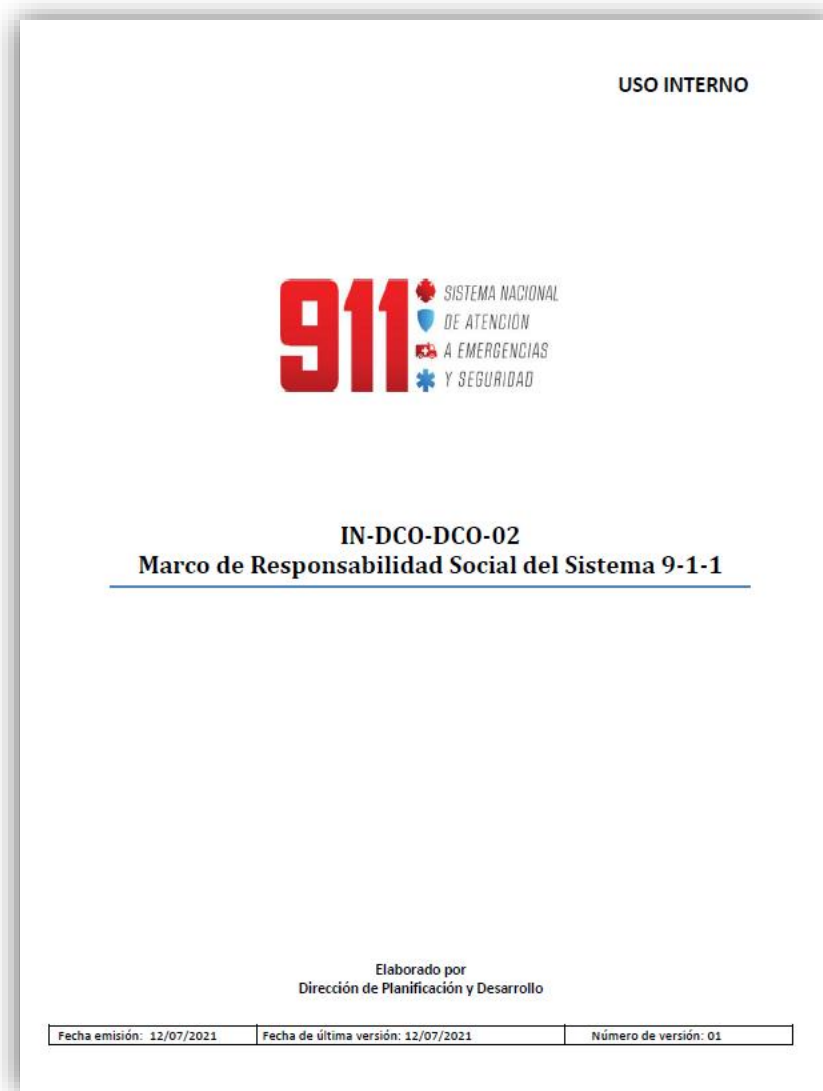 USO INTERNO
911
SISTEMA NACIONAL
DE ATENCIÓN
A EMERGENCIAS
Y SEGURIDAD
IN-DCO-DCO-02
Marco de Responsabilidad Social del Sistema 9-1-1
Elaborado por
Dirección de Planificación y Desarrollo
Fecha emisión: 12/07/2021 Fecha de última versión: 12/07/2021 Número de versión: 01